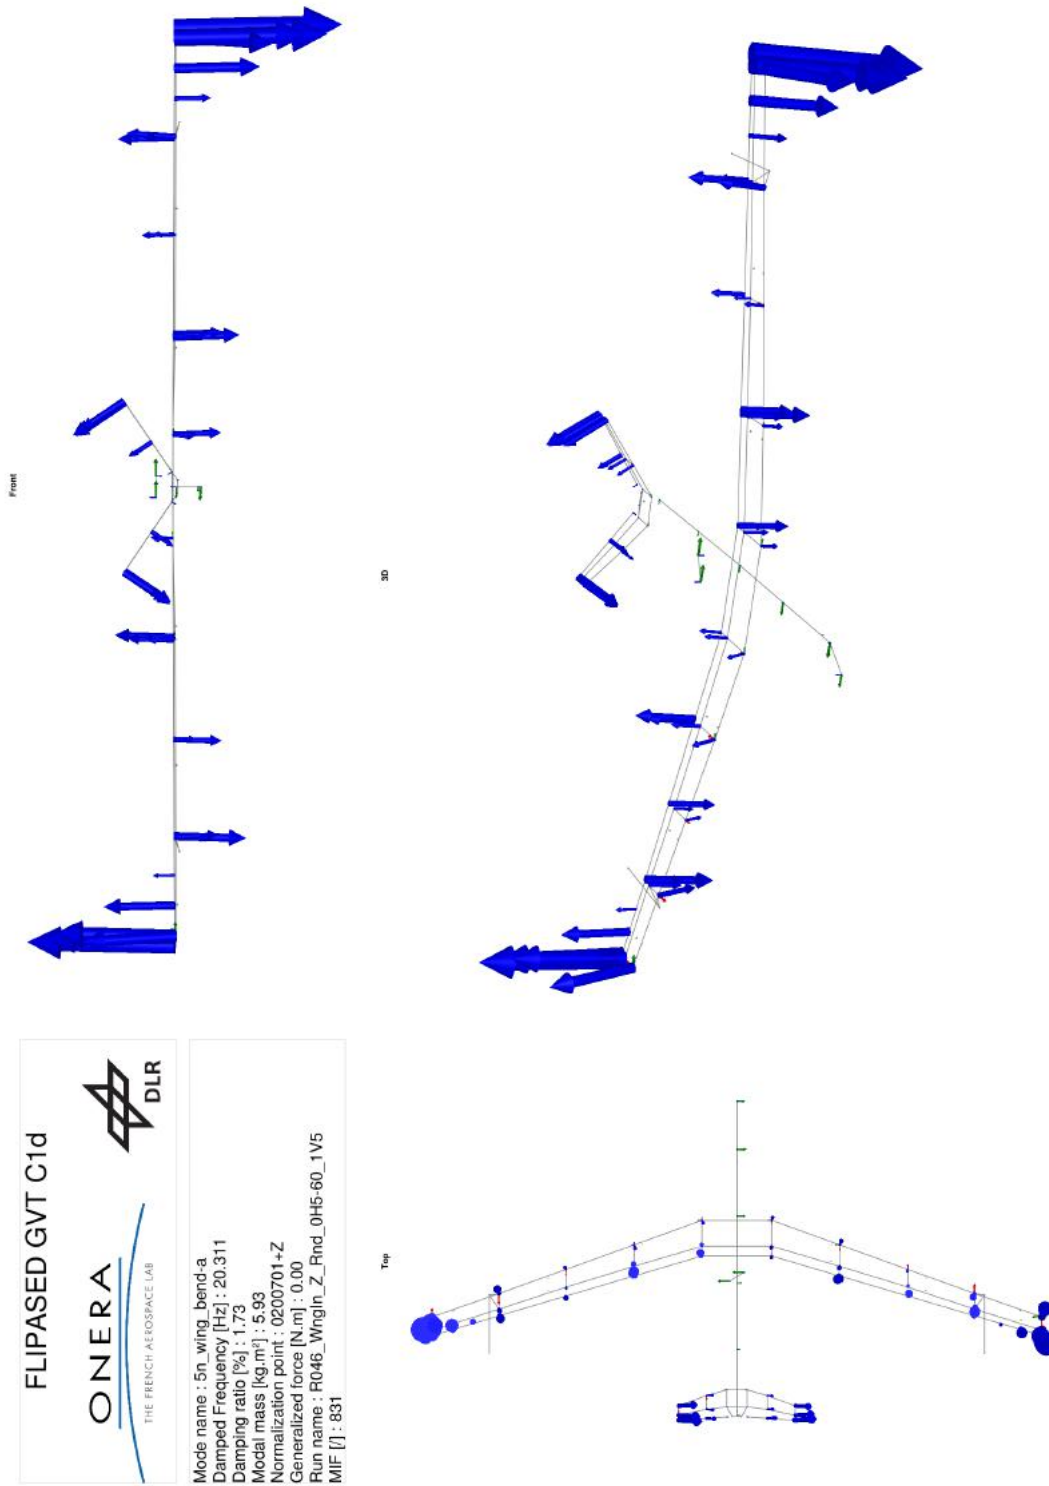 FLIPASED GVT C1d
ONERA
THE FRENCH AEROSPACE LAB
DLR
Mode name : 5n_wing_bend-a
Damped Frequency [Hz] : 20.311
Damping ratio [%] : 1.73
Modal mass [kg.m²] : 5.93
Normalization point : 0200701+Z
Generalized force [N.m] : 0.00
Run name : R046_WngIn_Z_Rnd_0H5-60_1V5
MIF [/] : 831
Front
3D
Top